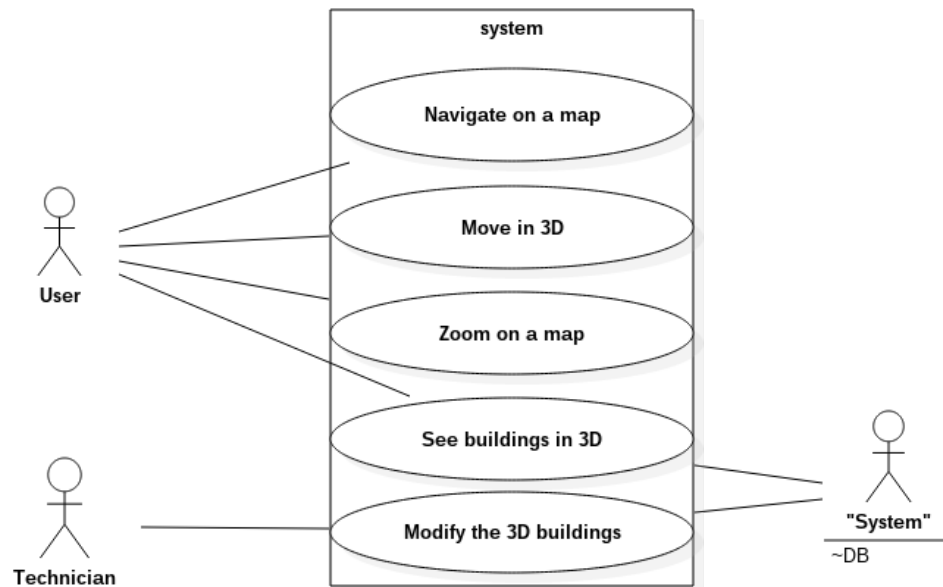 system
Navigate on a map
Move in 3D
User
Zoom on a map
See buildings in 3D
"System"
Modify the 3D buildings
~DB
Technician